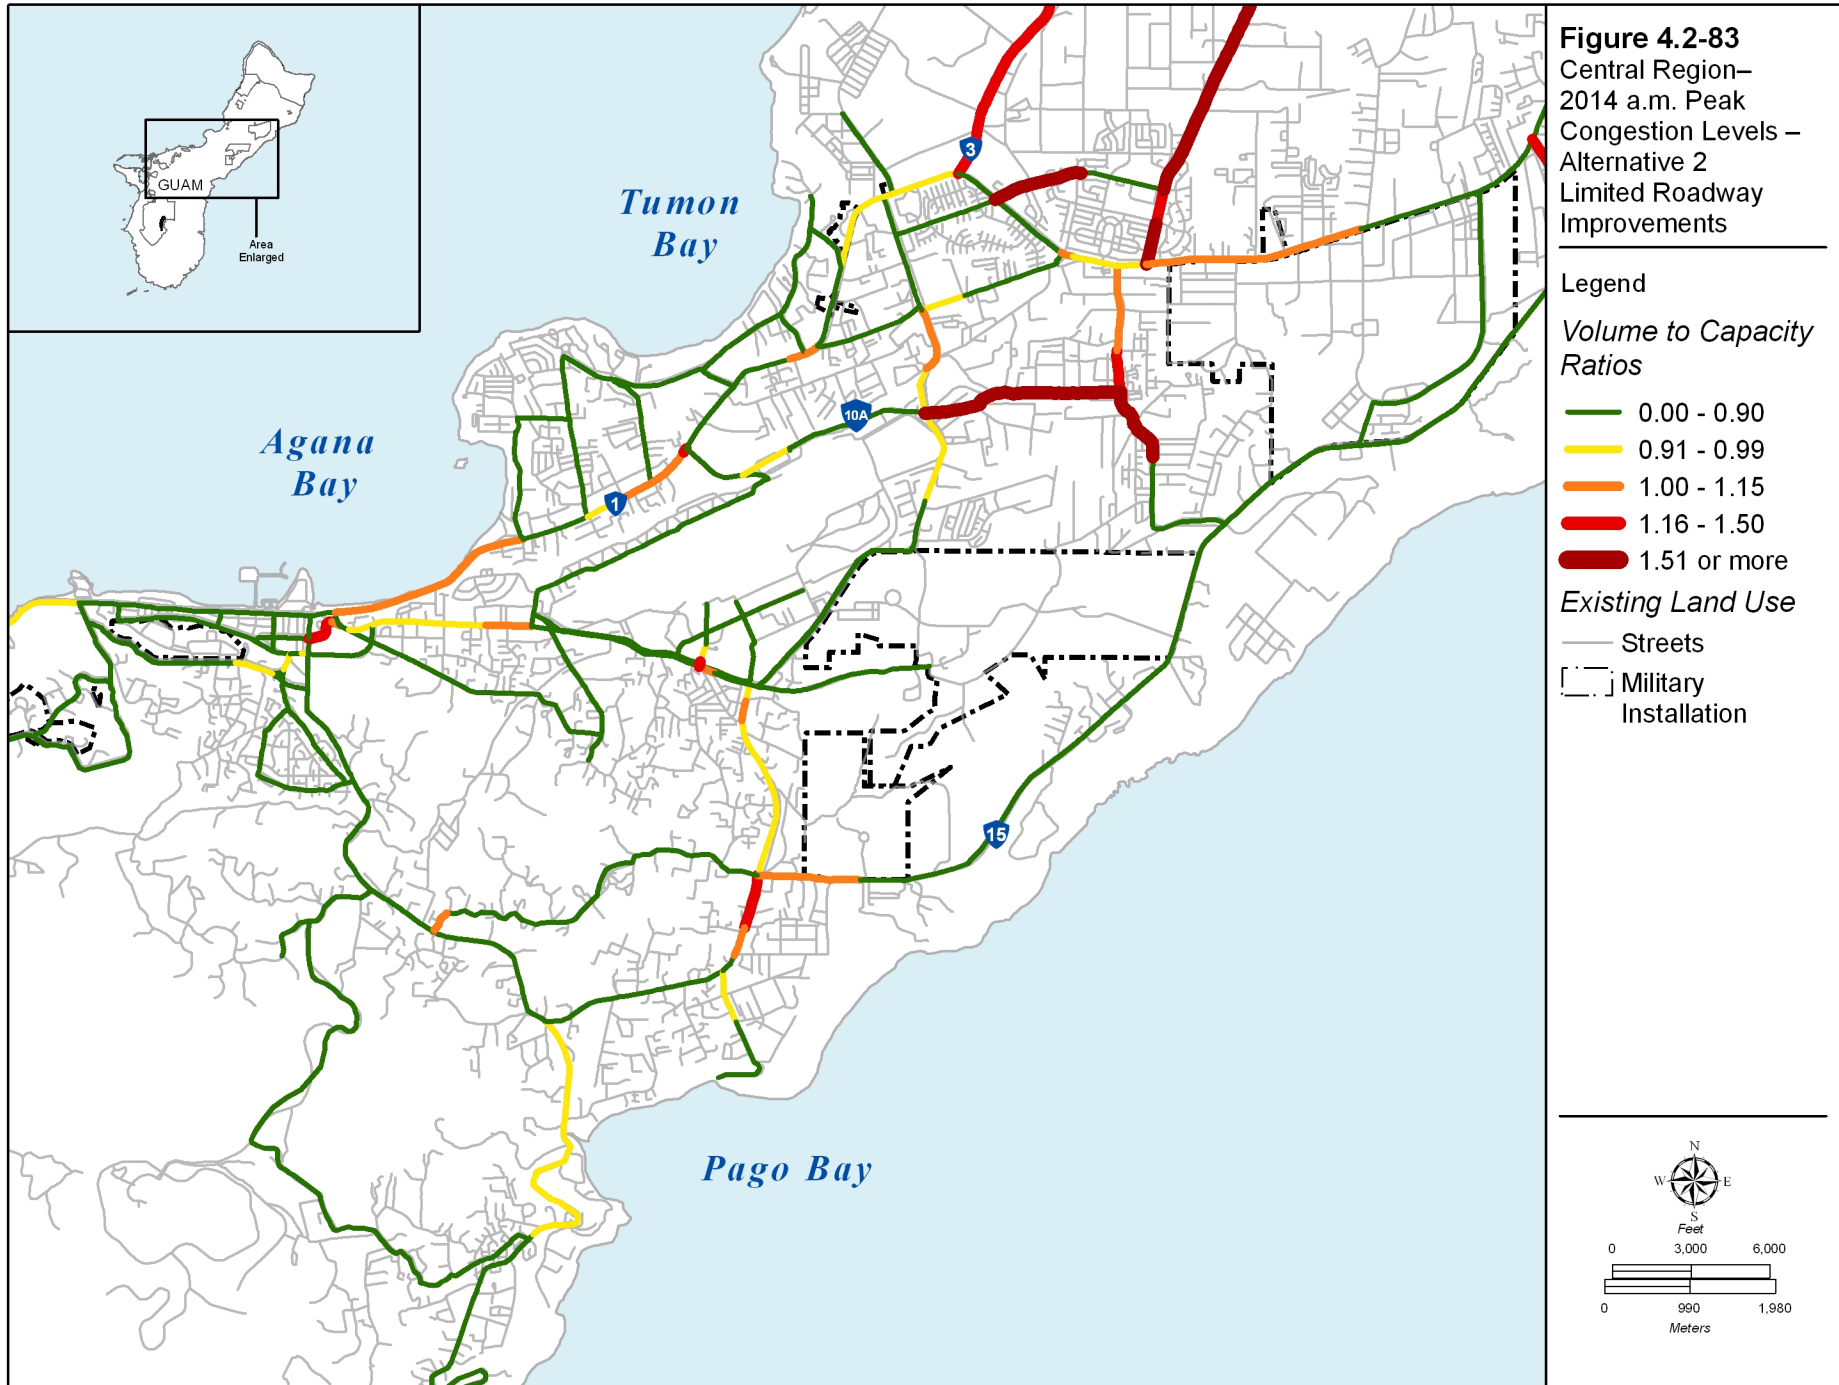 GUAM
Area
Enlarged
Tumon
Bay
Agana
Bay
Pago Bay
3
10A
1
15
Figure 4.2-83
Central Region–
2014 a.m. Peak
Congestion Levels –
Alternative 2
Limited Roadway
Improvements
Legend
Volume to Capacity
Ratios
0.00 - 0.90
0.91 - 0.99
1.00 - 1.15
1.16 - 1.50
1.51 or more
Existing Land Use
Streets
Military
Installation
N
W E
S
Feet
0 3,000 6,000
0 990 1,980
Meters